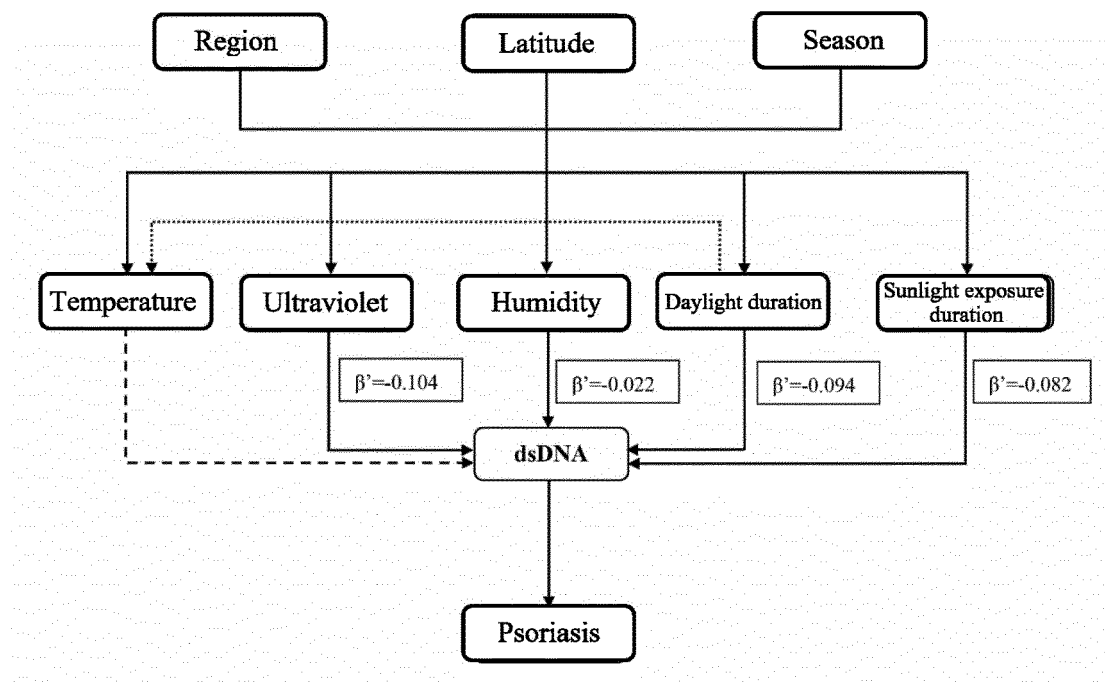 Region
Latitude
Season
Temperature
Ultraviolet
Humidity
Daylight duration
Sunlight exposure
duration
β’=-0.104
β’=-0.022
β’=-0.094
β’=-0.082
dsDNA
Psoriasis